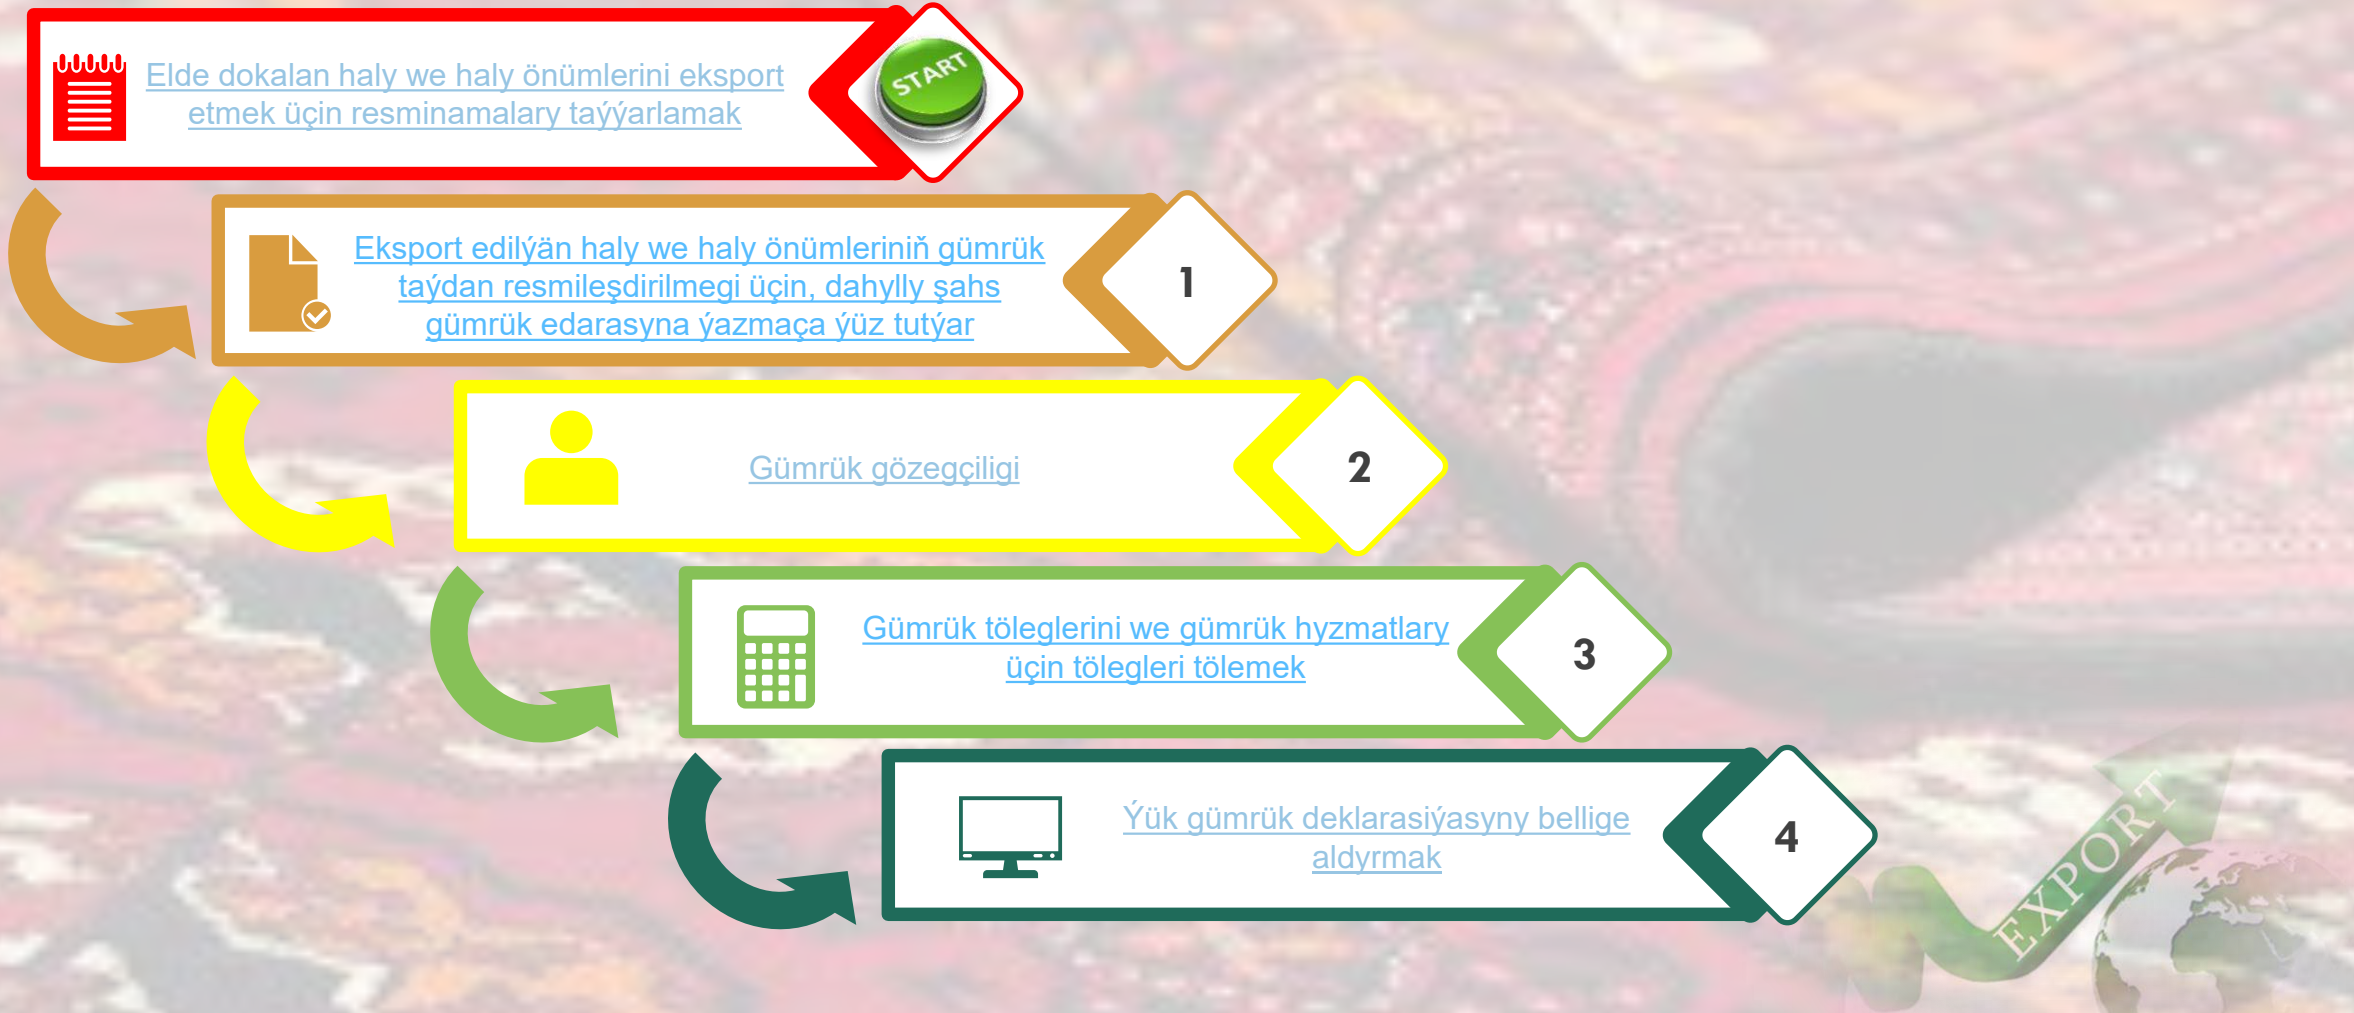 Elde dokalan haly we haly önümlerini eksport
etmek üçin resminamalary taýýarlamak
START
Eksport edilýän haly we haly önümleriniň gümrük
taýdan resmileşdirilmegi üçin, dahylly şahs
gümrük edarasyna ýazmaça ýüz tutýar
1
Gümrük gözegçiligi
2
Gümrük töleglerini we gümrük hyzmatlary
üçin tölegleri tölemek
3
Ýük gümrük deklarasiýasyny bellige
aldyrmak
4
EXPORT